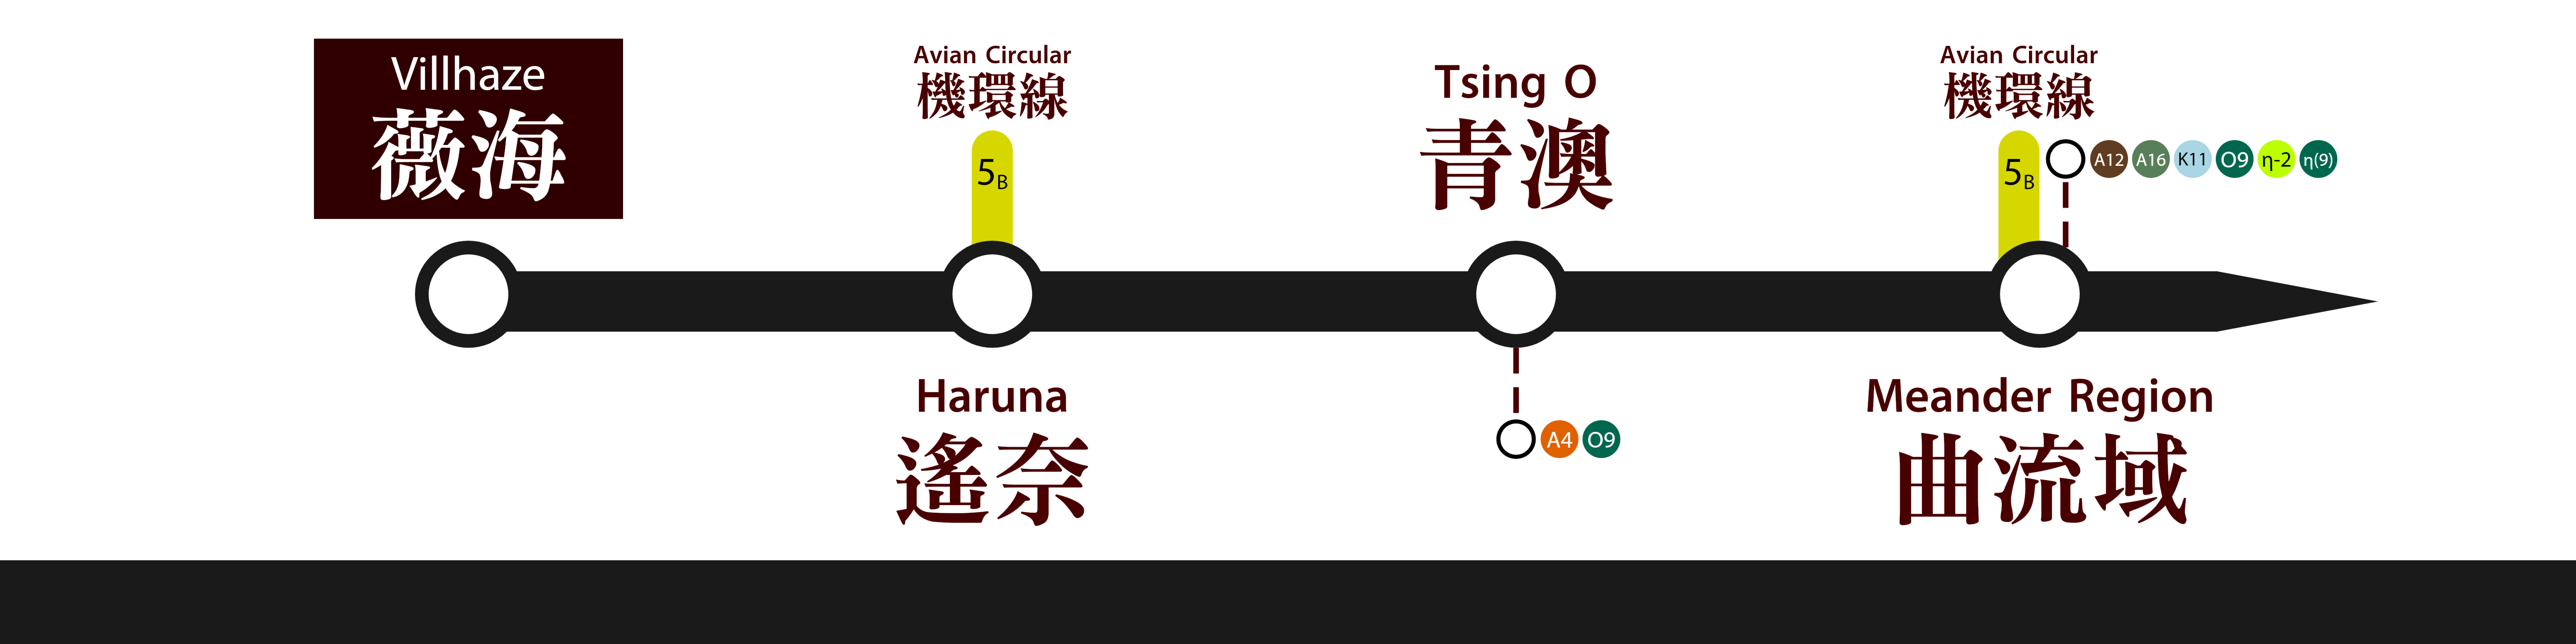 Villhaze
薇海
Avian Circular
機環線
5B
Haruna
遙奈
Tsing O
青澳
A4 O9
Avian Circular
機環線
5B
A12 A16 K11 O9 η-2 η(9)
Meander Region
曲流域